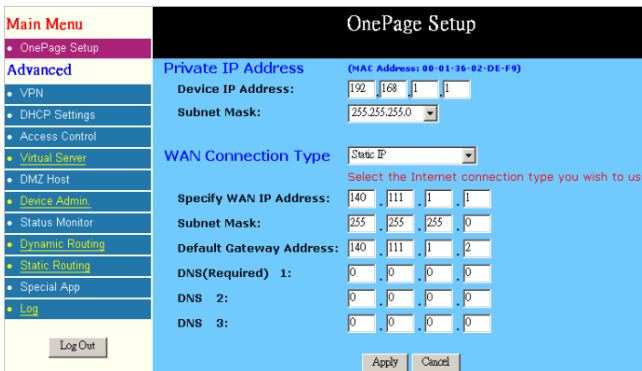 Main Menu
OnePage Setup
• OnePage Setup
Advanced
• VPN
• DHCP Settings
• Access Control
• Virtual Server
• DMZ Host
• Device Admin.
• Status Monitor
• Dynamic Routing
• Static Routing
• Special App
• Log
Log Out
Private IP Address (MAC Address: 00-01-36-02-DE-F9)
Device IP Address: 192 . 168 . 1 . 1
Subnet Mask: 255.255.255.0
WAN Connection Type Static IP
Select the Internet connection type you wish to us
Specify WAN IP Address: 140 . 111 . 1 . 1
Subnet Mask: 255 . 255 . 255 . 0
Default Gateway Address: 140 . 111 . 1 . 2
DNS(Required) 1: 0 . 0 . 0 . 0
DNS 2: 0 . 0 . 0 . 0
DNS 3: 0 . 0 . 0 . 0
Apply Cancel